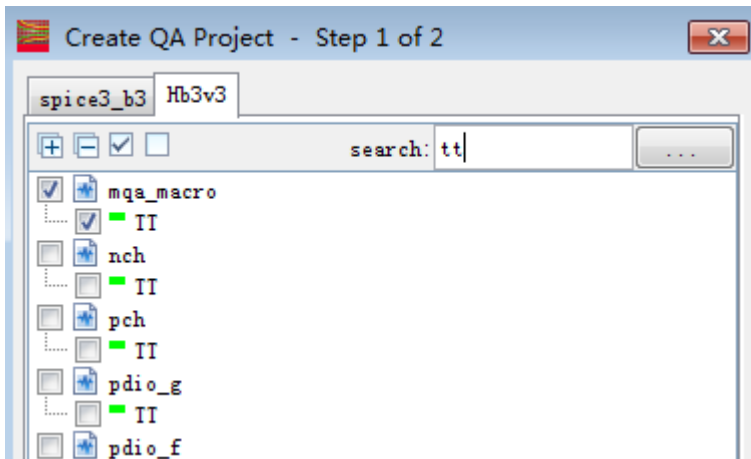 Create QA Project - Step 1 of 2
spice3_b3 Hb3v3
search: tt ...
mqa_macro
TT
nch
TT
pch
TT
pdio_g
TT
pdio_f